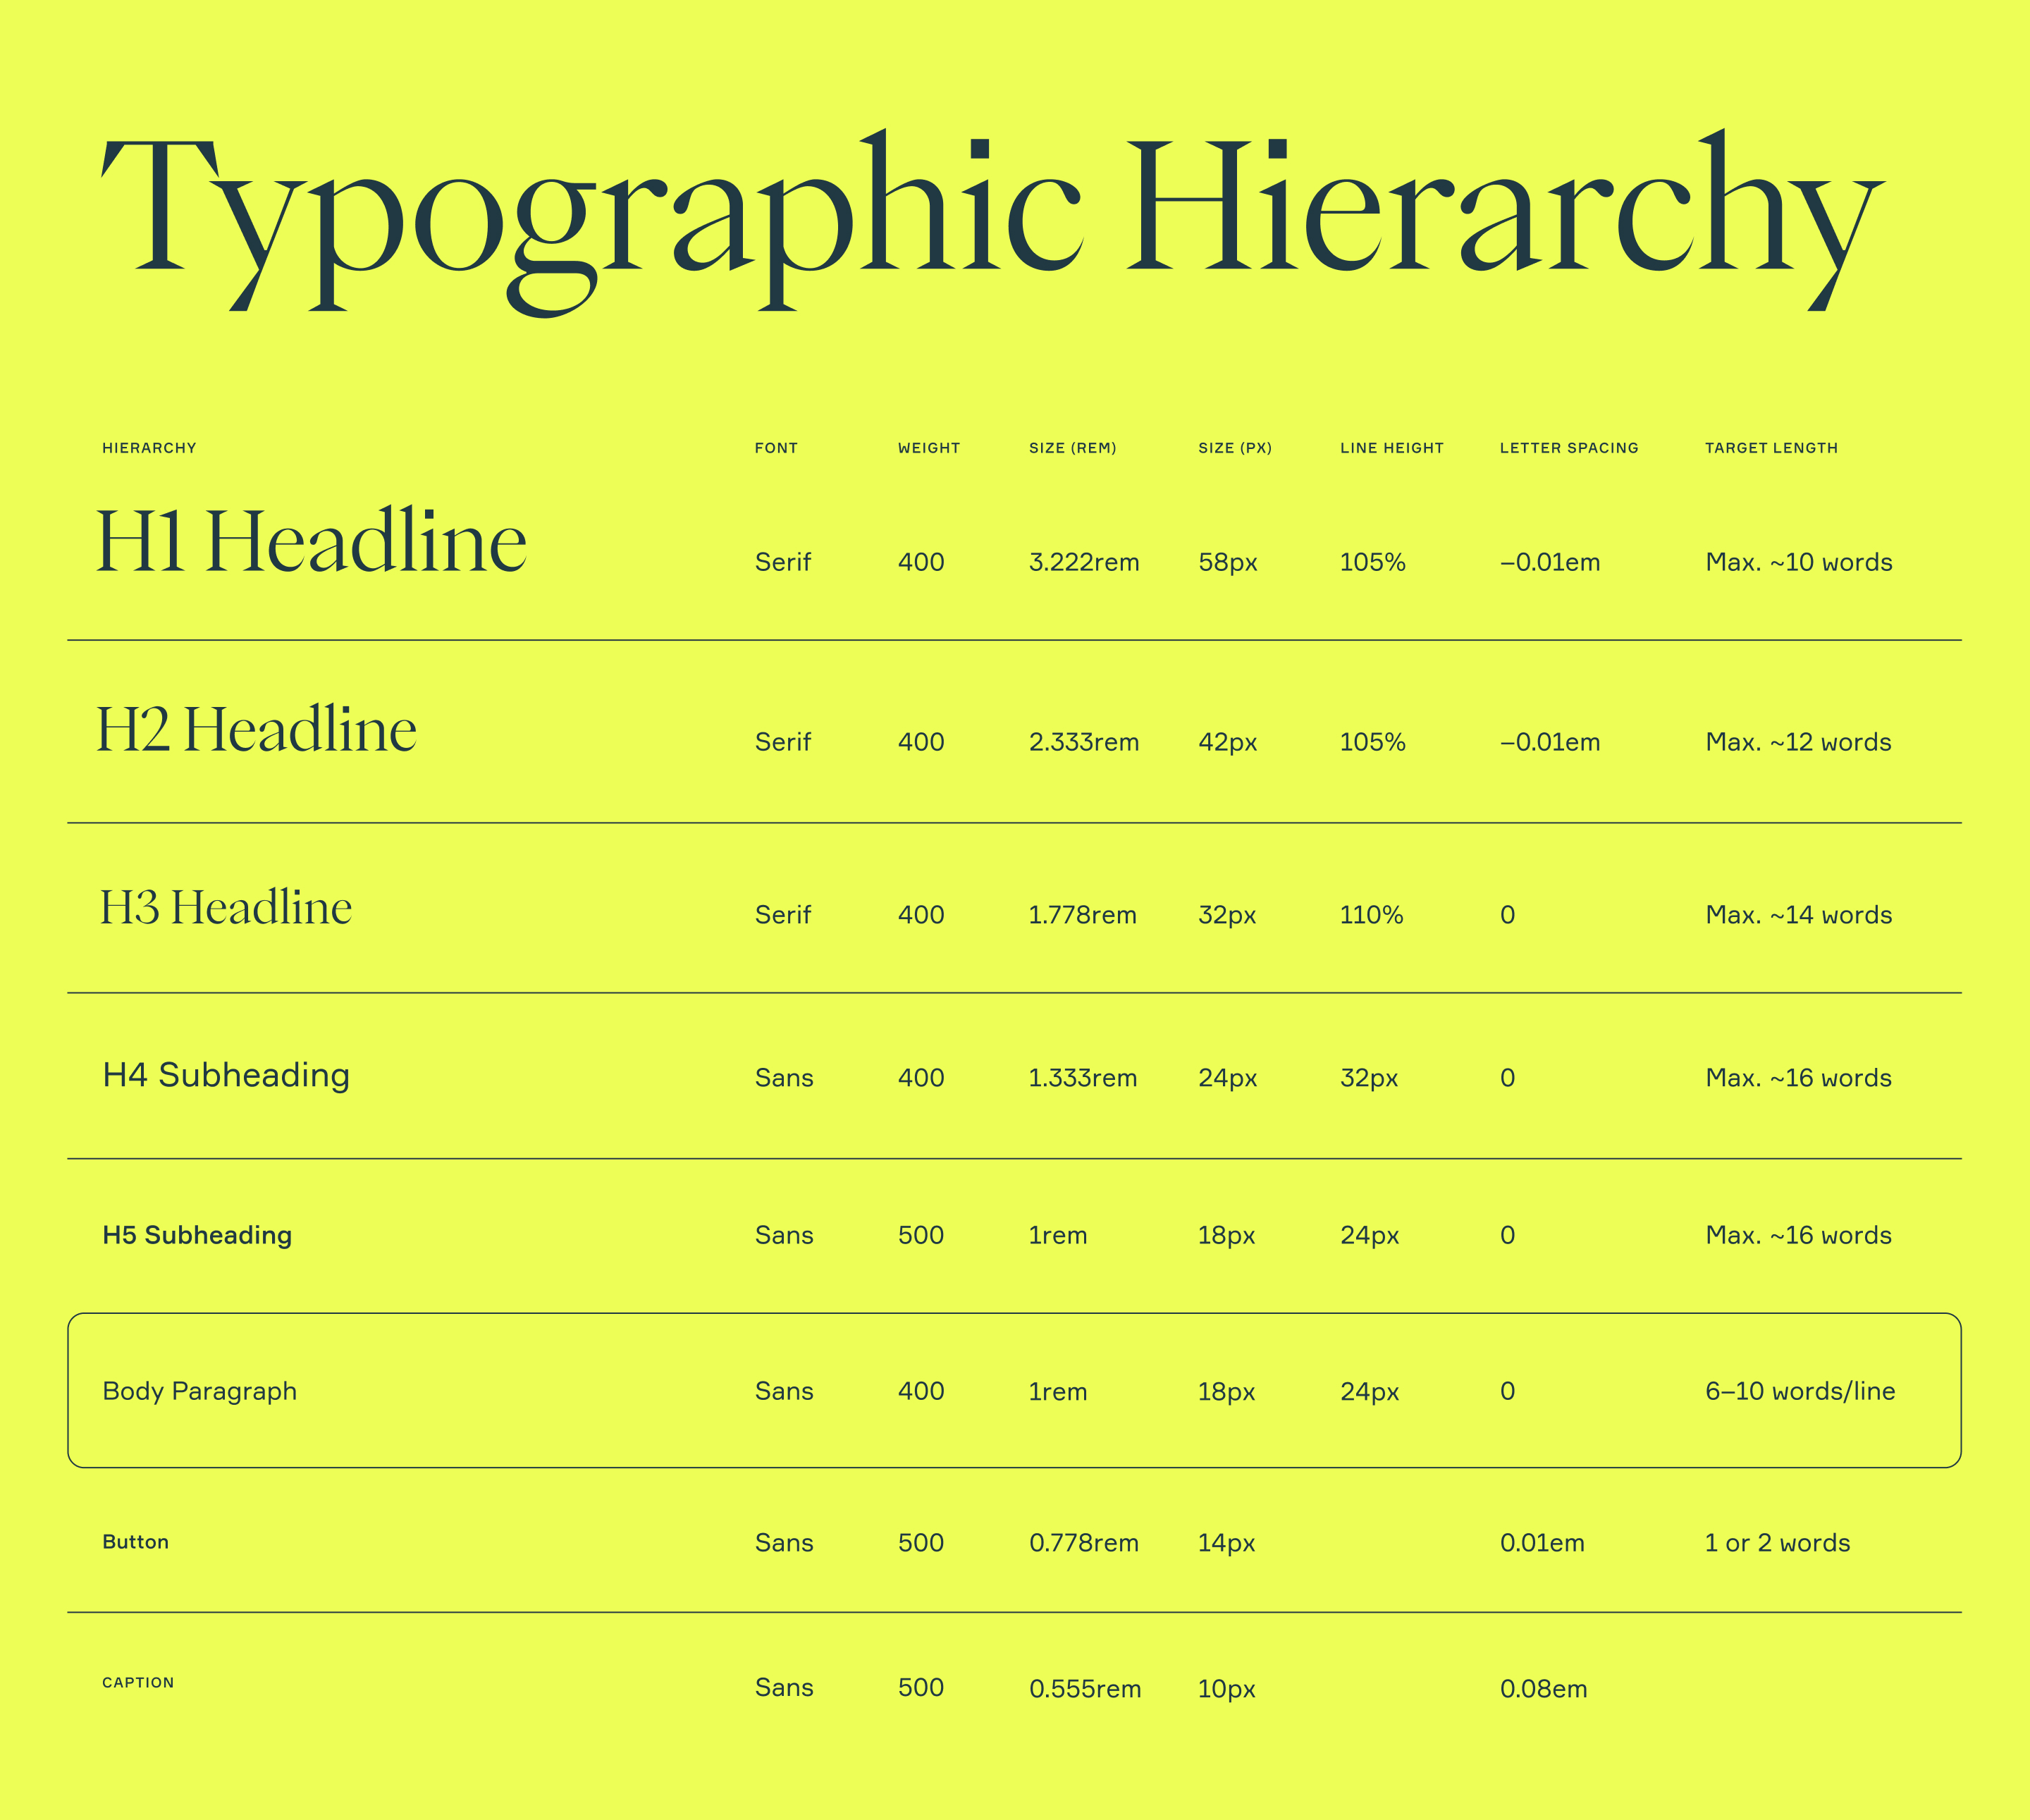 Typographic Hierarchy
HIERARCHY FONT WEIGHT SIZE (REM) SIZE (PX) LINE HEIGHT LETTER SPACING TARGET LENGTH
H1 Headline Serif 400 3.222rem 58px 105% –0.01em Max. ~10 words
H2 Headline Serif 400 2.333rem 42px 105% –0.01em Max. ~12 words
H3 Headline Serif 400 1.778rem 32px 110% 0 Max. ~14 words
H4 Subheading Sans 400 1.333rem 24px 32px 0 Max. ~16 words
H5 Subheading Sans 500 1rem 18px 24px 0 Max. ~16 words
Body Paragraph Sans 400 1rem 18px 24px 0 6–10 words/line
Button Sans 500 0.778rem 14px 0.01em 1 or 2 words
CAPTION Sans 500 0.555rem 10px 0.08em